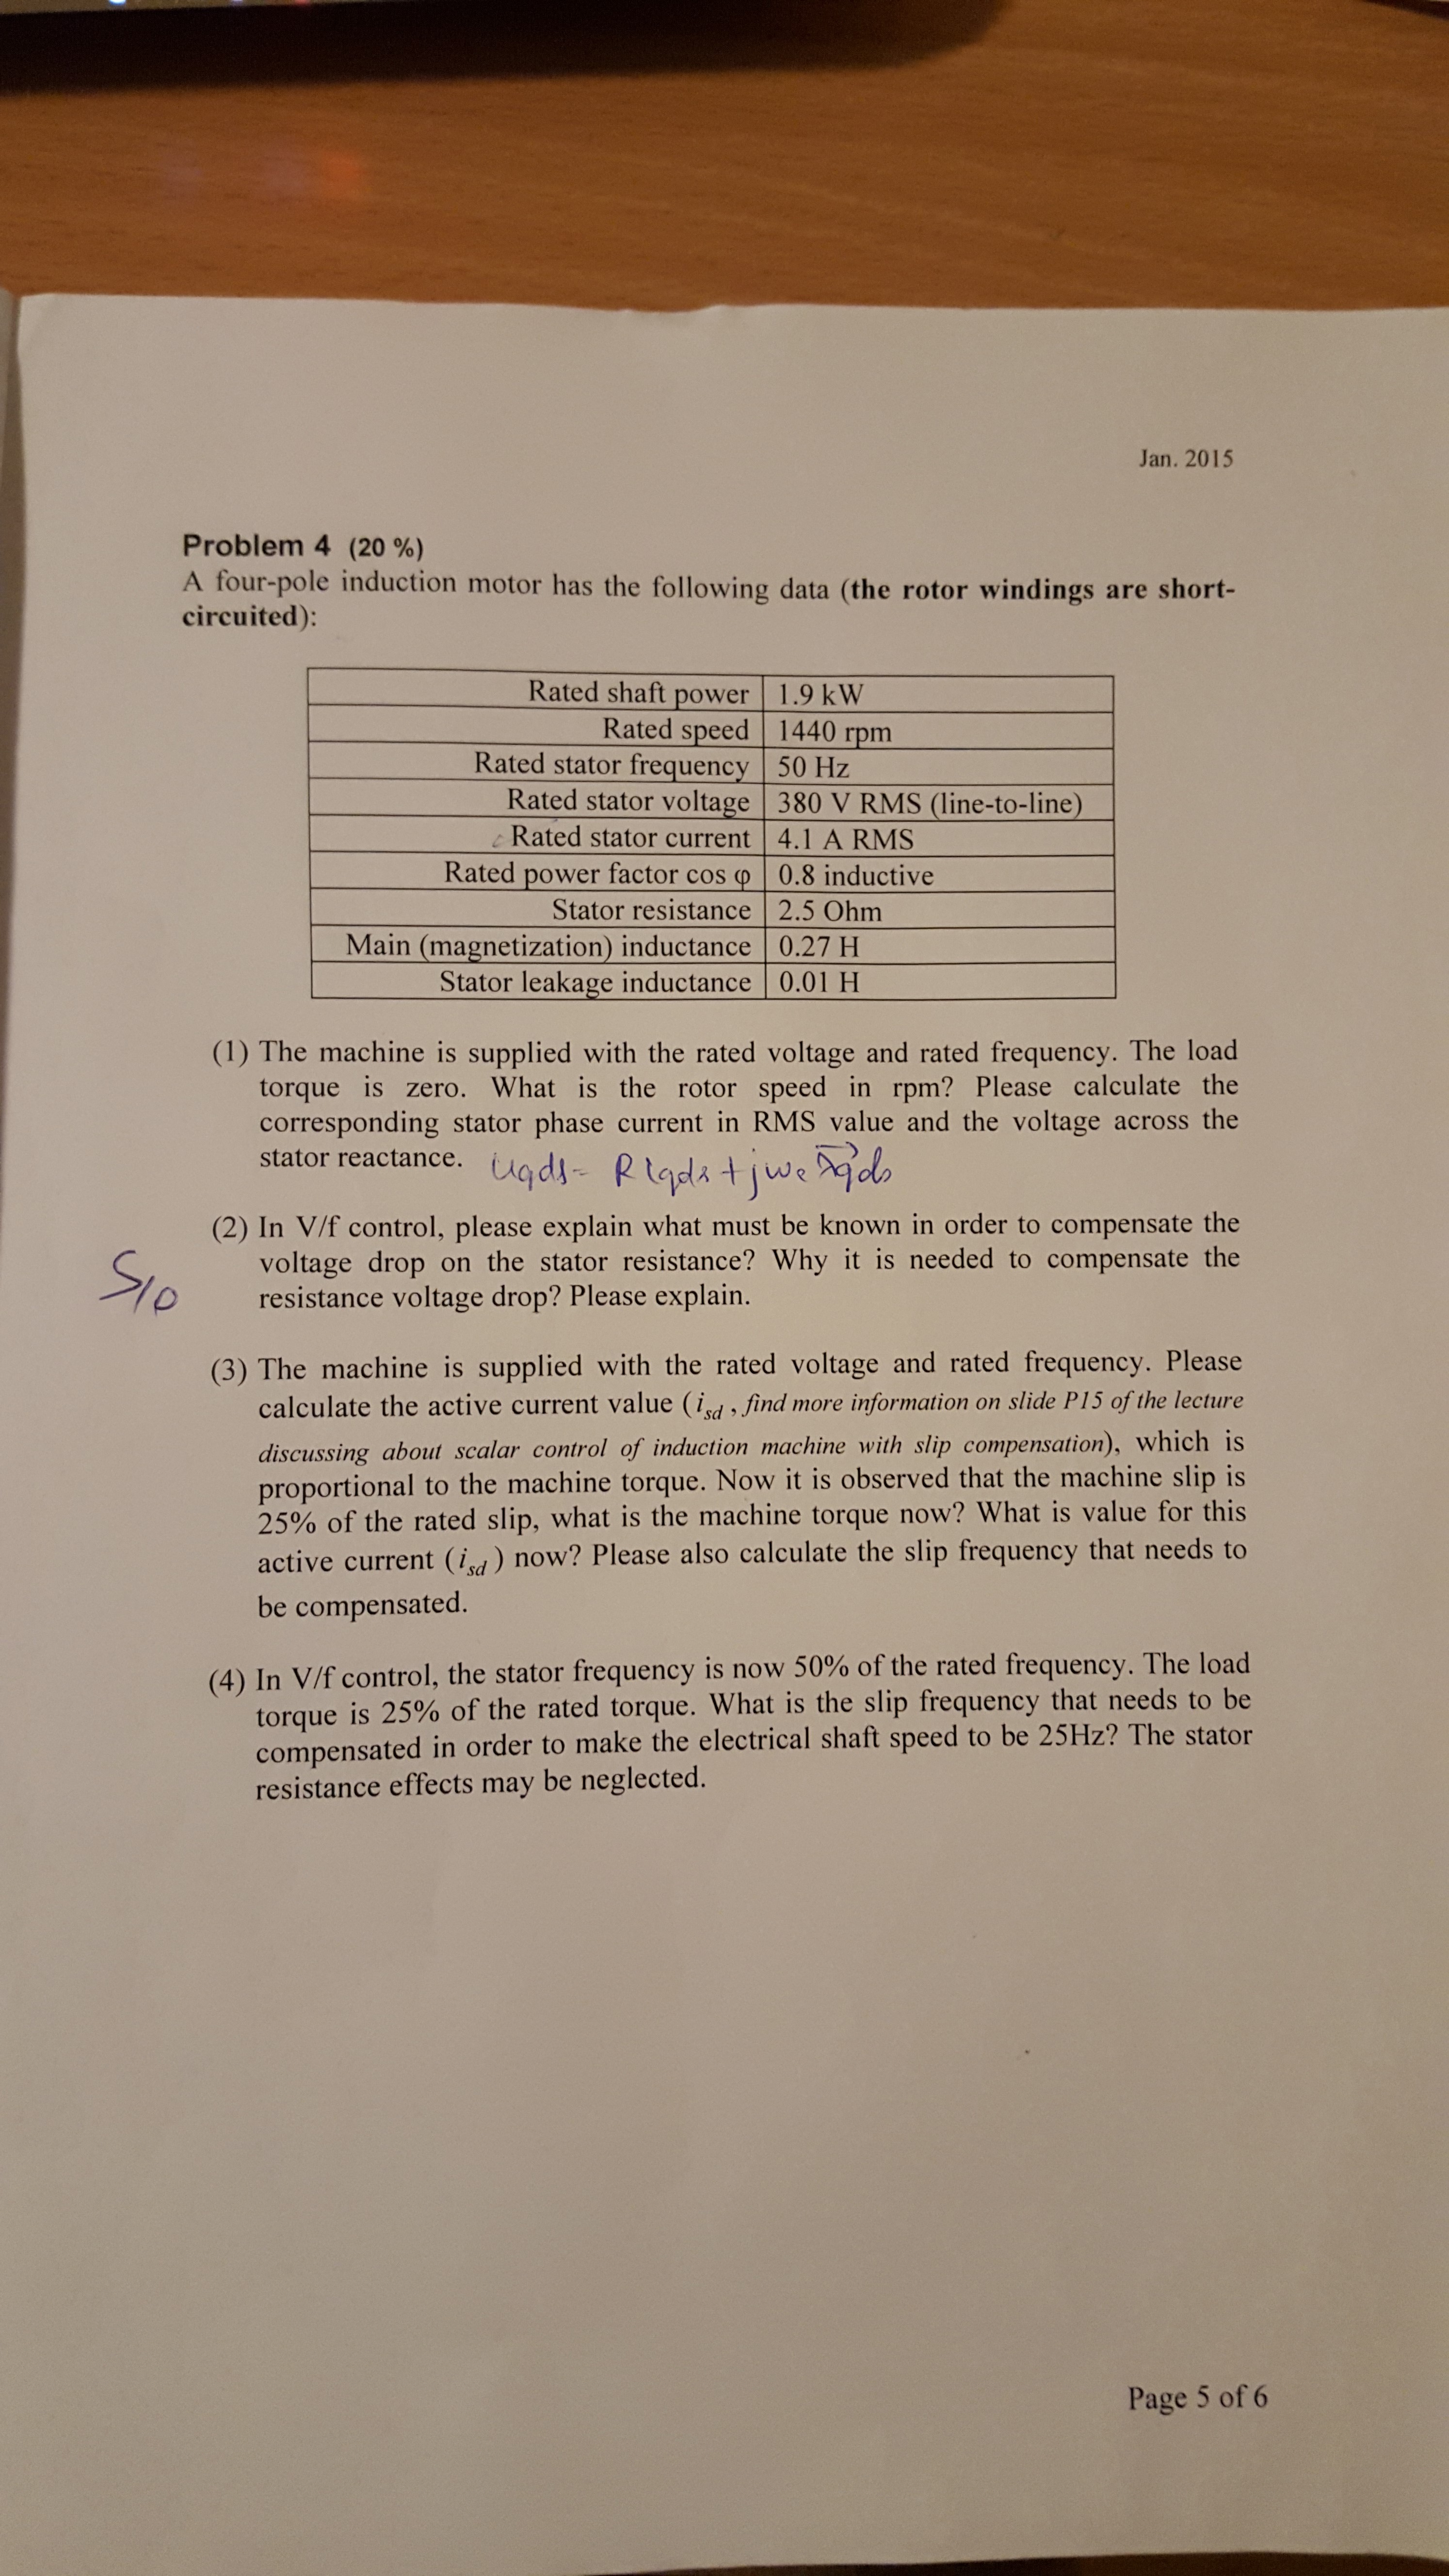 Jan. 2015
Problem 4 (20 %)
A four-pole induction motor has the following data (the rotor windings are short-
circuited):
Rated shaft power 1.9 kW
Rated speed 1440 rpm
Rated stator frequency 50 Hz
Rated stator voltage 380 V RMS (line-to-line)
Rated stator current 4.1 A RMS
Rated power factor cos φ 0.8 inductive
Stator resistance 2.5 Ohm
Main (magnetization) inductance 0.27 H
Stator leakage inductance 0.01 H
(1) The machine is supplied with the rated voltage and rated frequency. The load
torque is zero. What is the rotor speed in rpm? Please calculate the
corresponding stator phase current in RMS value and the voltage across the
stator reactance. Uqds= R Iqds + jωe λqds
(2) In V/f control, please explain what must be known in order to compensate the
voltage drop on the stator resistance? Why it is needed to compensate the
resistance voltage drop? Please explain.
(3) The machine is supplied with the rated voltage and rated frequency. Please
calculate the active current value (isd , find more information on slide P15 of the lecture
discussing about scalar control of induction machine with slip compensation), which is
proportional to the machine torque. Now it is observed that the machine slip is
25% of the rated slip, what is the machine torque now? What is value for this
active current (isd) now? Please also calculate the slip frequency that needs to
be compensated.
(4) In V/f control, the stator frequency is now 50% of the rated frequency. The load
torque is 25% of the rated torque. What is the slip frequency that needs to be
compensated in order to make the electrical shaft speed to be 25Hz? The stator
resistance effects may be neglected.
Page 5 of 6